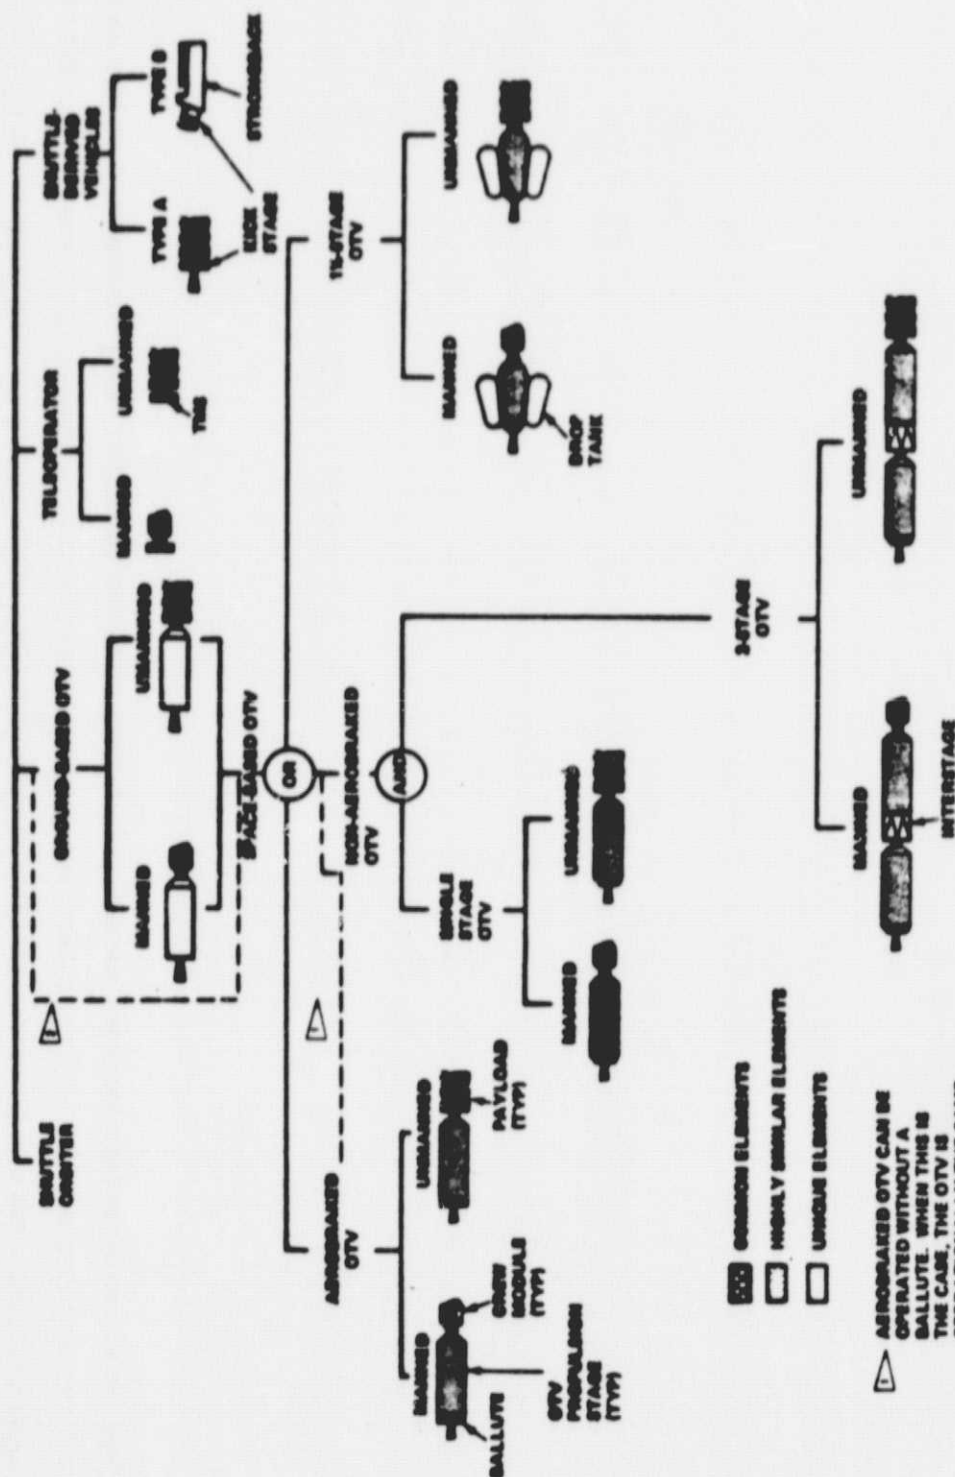 SHUTTLE
ORBITER
GROUND-BASED OTV
MANNED
UNMANNED
TELEOPERATOR
MANNED
UNMANNED
TMS
SHUTTLE-
DERIVED
VEHICLES
TYPE A
TYPE B
KICK
STAGE
STRONGBACK
SPACE-BASED OTV
OR
AEROBRAKED
OTV
MANNED
UNMANNED
BALLUTE
OTV
PROPULSION
STAGE
(TYP)
CREW
MODULE
(TYP)
PAYLOAD
(TYP)
NON-AEROBRAKED
OTV
AND
SINGLE
STAGE
OTV
MANNED
UNMANNED
1½-STAGE
OTV
MANNED
UNMANNED
DROP
TANK
2-STAGE
OTV
MANNED
UNMANNED
INTERSTAGE
COMMON ELEMENTS
HIGHLY SIMILAR ELEMENTS
UNIQUE ELEMENTS
AEROBRAKED OTV CAN BE
OPERATED WITHOUT A
BALLUTE. WHEN THIS IS
THE CASE, THE OTV IS